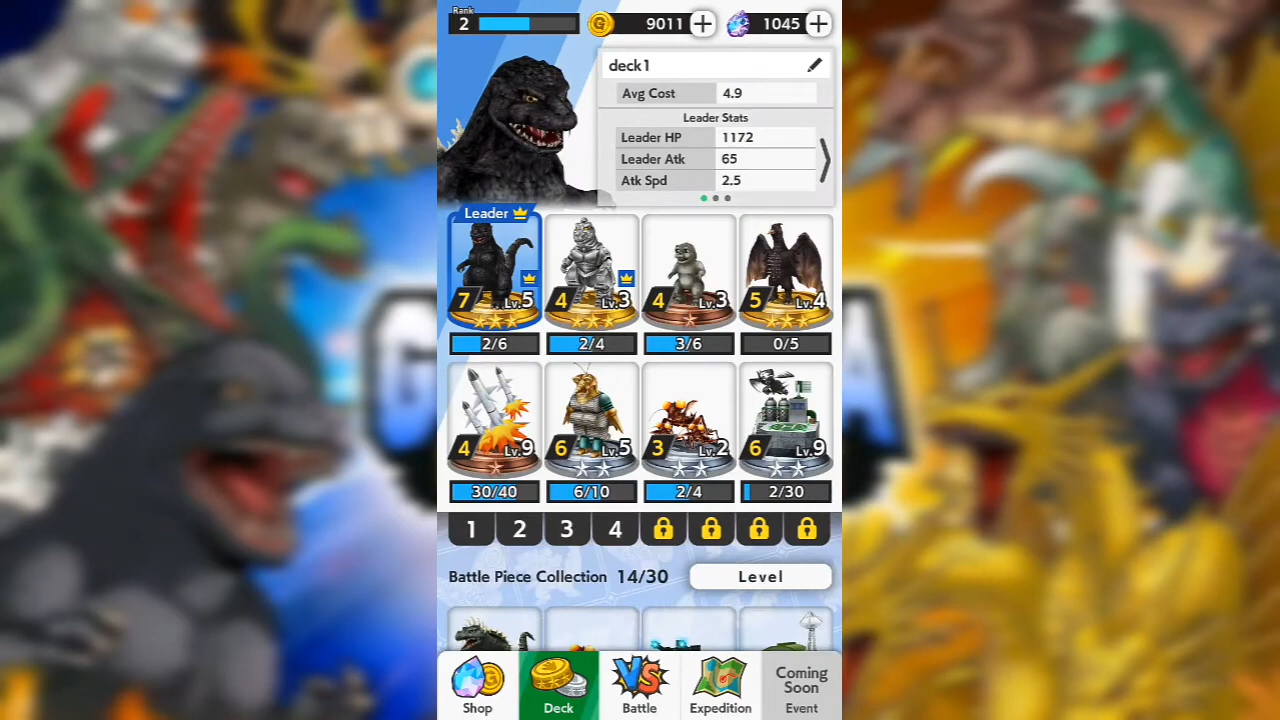 Rank
2
9011
1045
deck1
Avg Cost 4.9
Leader Stats
Leader HP 1172
Leader Atk 65
Atk Spd 2.5
Leader
7 Lv.5 4 Lv.3 4 Lv.3 5 Lv.4
2/6 2/4 3/6 0/5
4 Lv.9 6 Lv.5 3 Lv.2 6 Lv.9
30/40 6/10 2/4 2/30
1 2 3 4
Battle Piece Collection 14/30 Level
VS
Coming
Soon
Shop Deck Battle Expedition Event